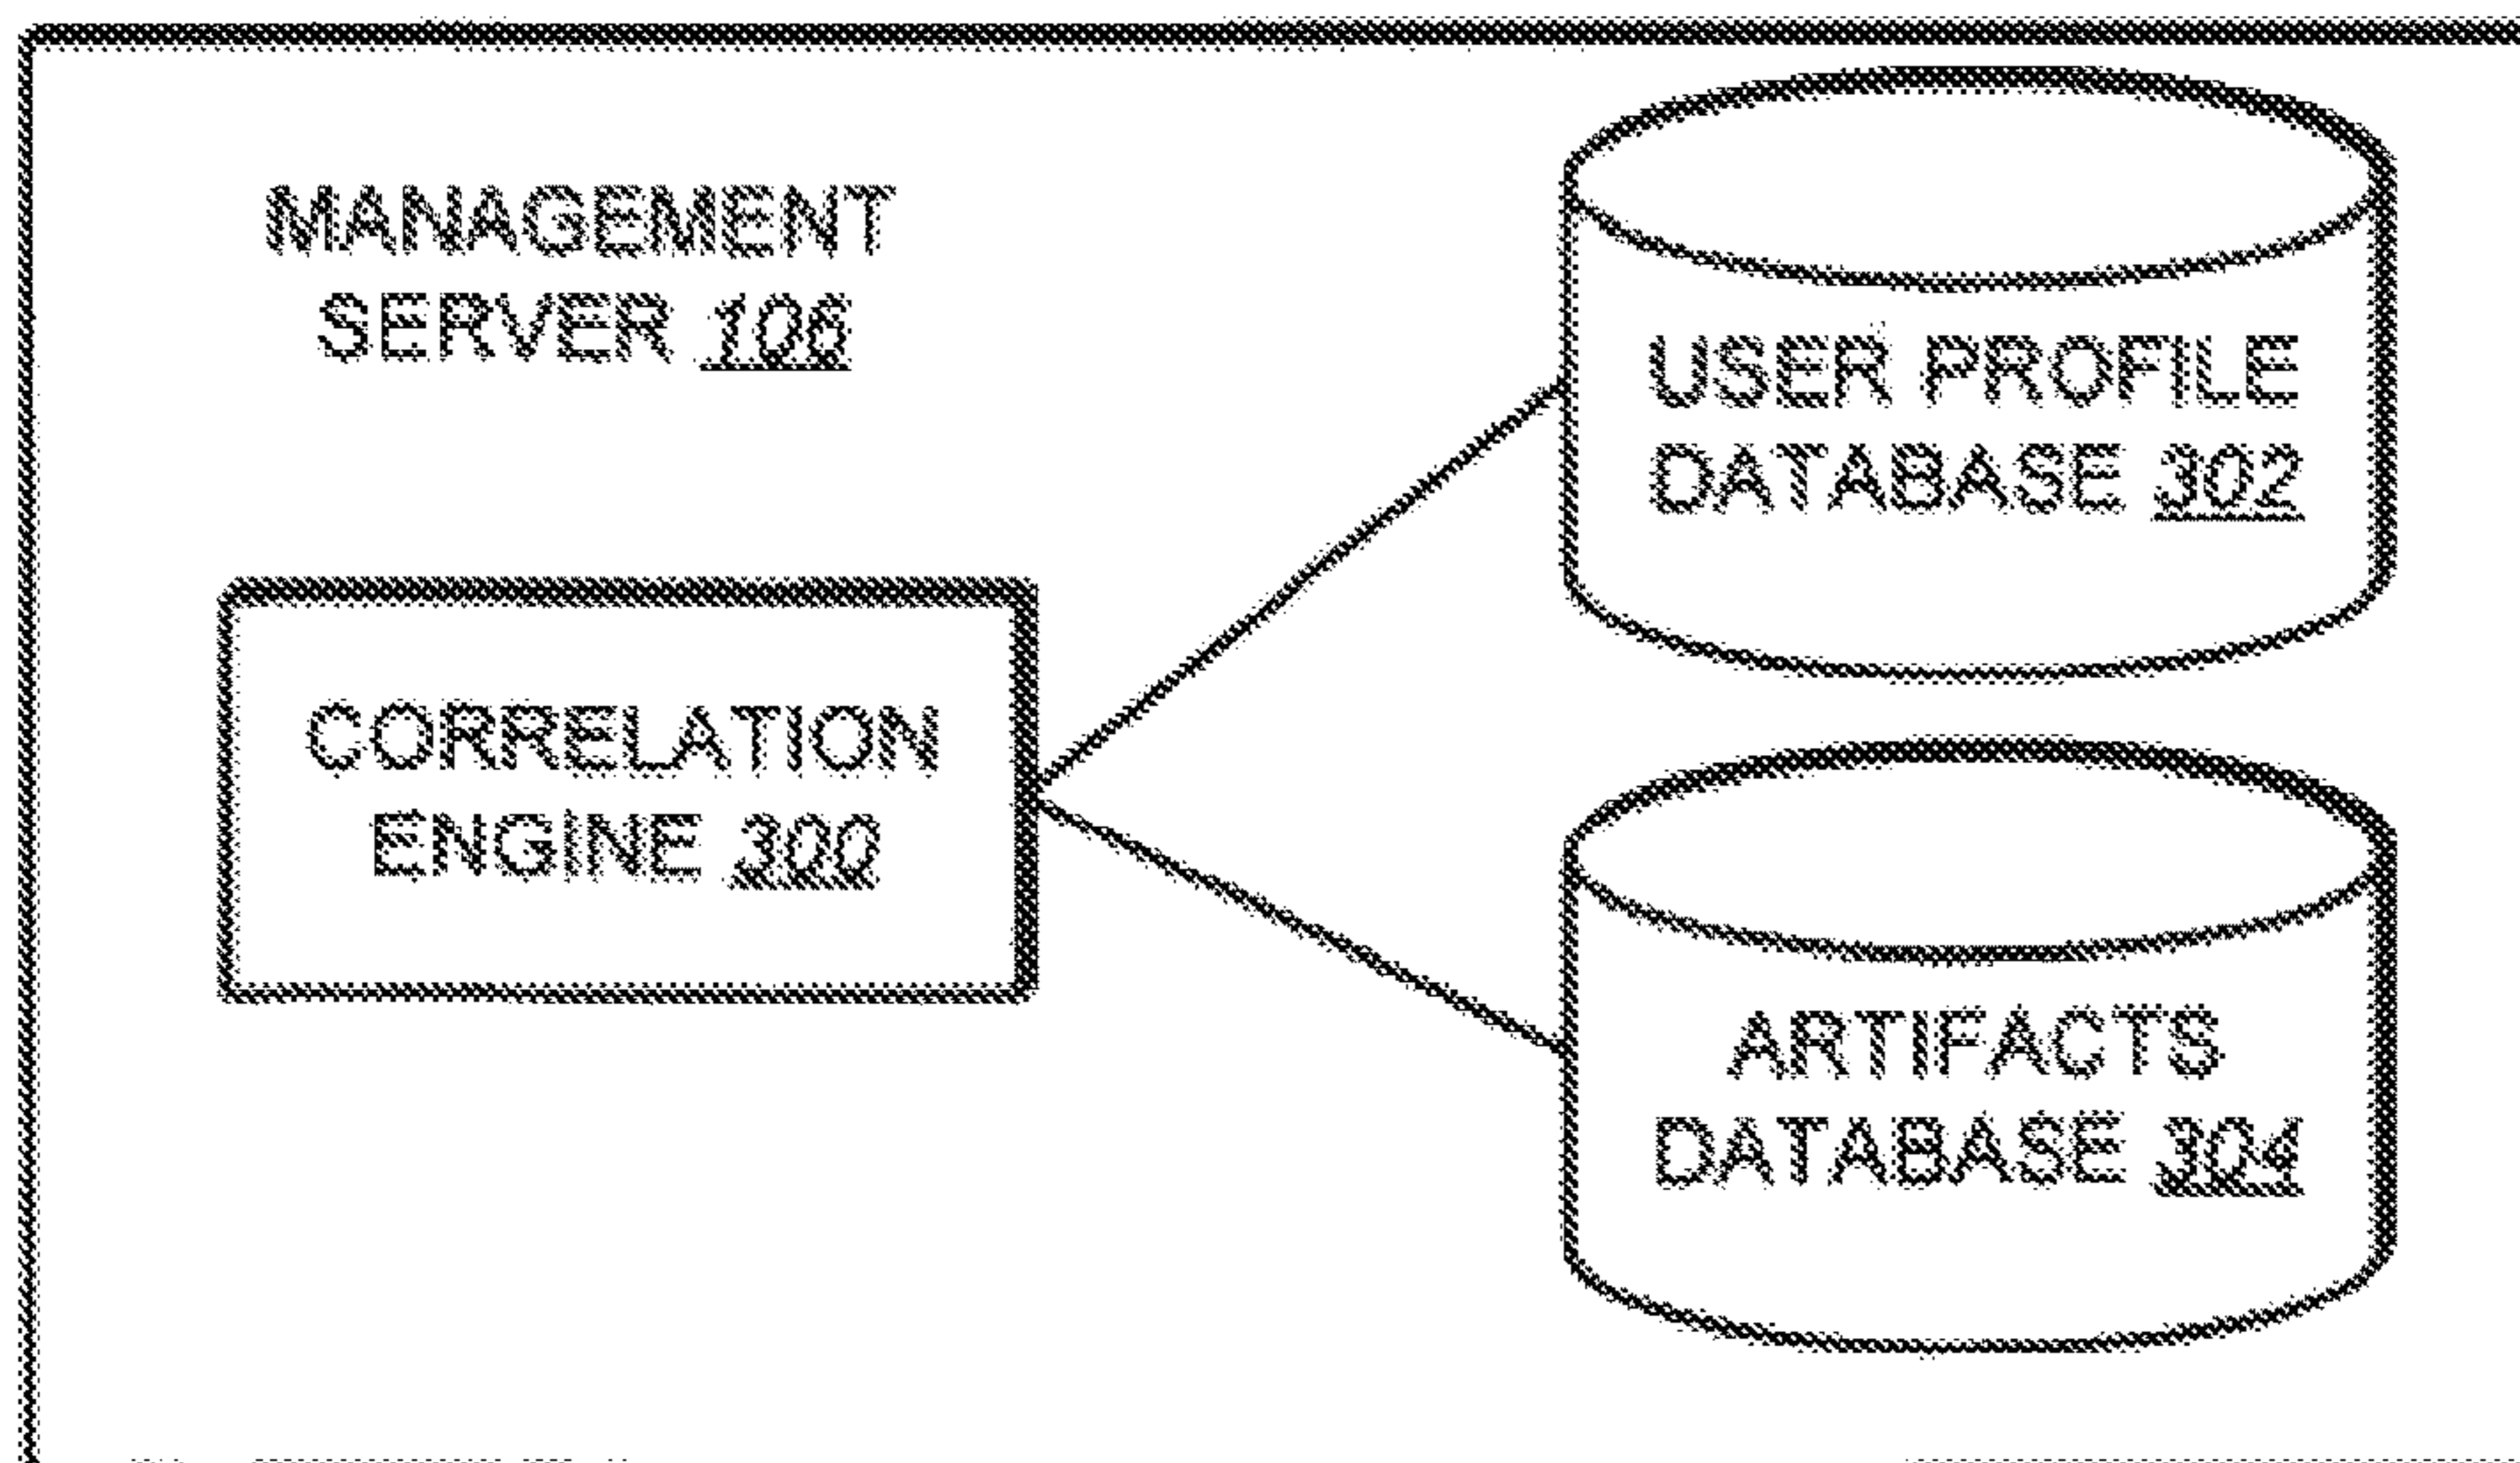 MANAGEMENT
SERVER 106
USER PROFILE
DATABASE 302
CORRELATION
ENGINE 300
ARTIFACTS
DATABASE 304